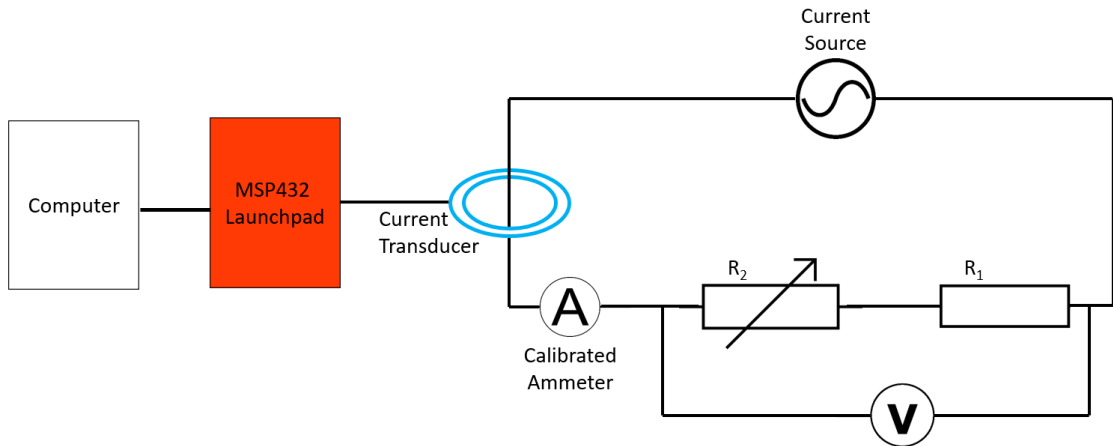 Current
Source
Computer
MSP432
Launchpad
Current
Transducer
R₂
R₁
A
Calibrated
Ammeter
V